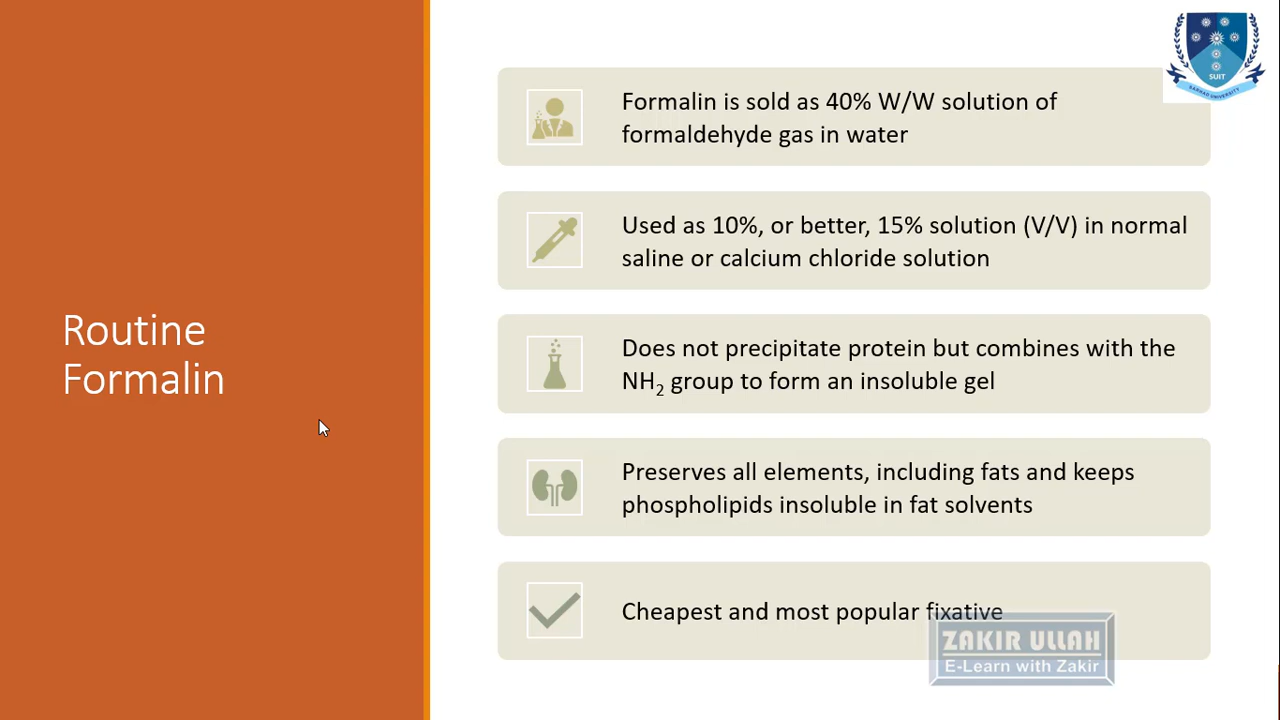 Routine
Formalin
Formalin is sold as 40% W/W solution of
formaldehyde gas in water
Used as 10%, or better, 15% solution (V/V) in normal
saline or calcium chloride solution
Does not precipitate protein but combines with the
NH₂ group to form an insoluble gel
Preserves all elements, including fats and keeps
phospholipids insoluble in fat solvents
Cheapest and most popular fixative
SUIT
SARHAD UNIVERSITY
ZAKIR ULLAH
E-Learn with Zakir